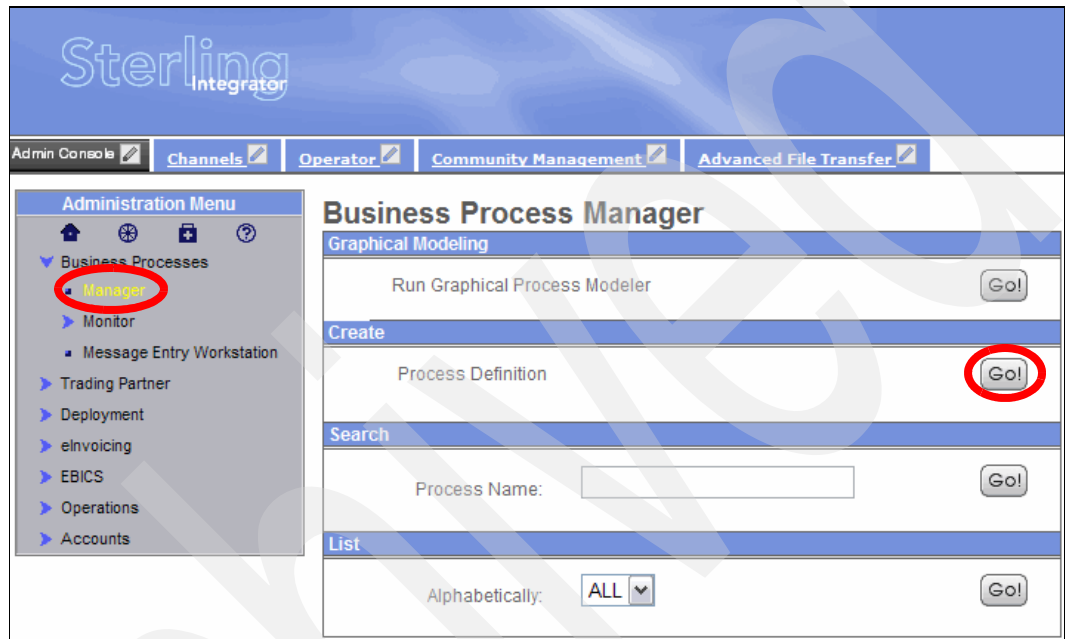 Sterling
Integrator
Admin Console Channels Operator Community Management Advanced File Transfer
Administration Menu
Business Processes
Manager
Monitor
Message Entry Workstation
Trading Partner
Deployment
eInvoicing
EBICS
Operations
Accounts
Business Process Manager
Graphical Modeling
Run Graphical Process Modeler Go!
Create
Process Definition Go!
Search
Process Name: Go!
List
Alphabetically: ALL Go!